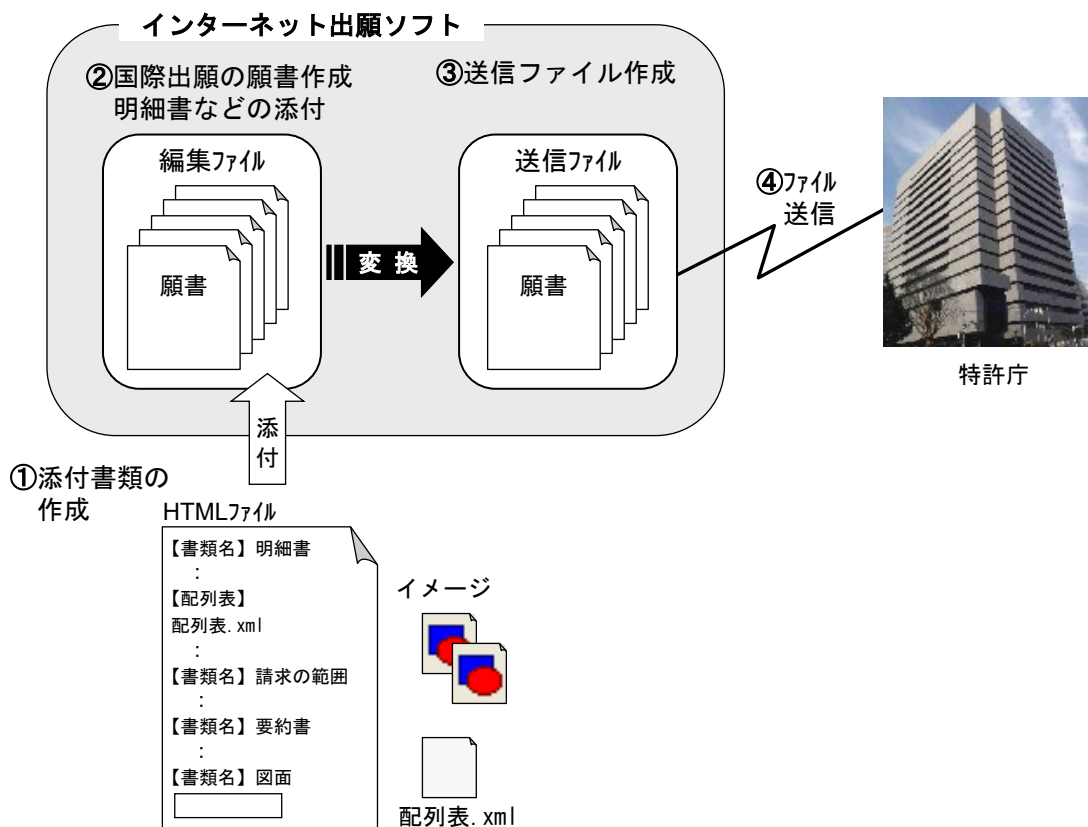 インターネット出願ソフト
②国際出願の願書作成
明細書などの添付
③送信ファイル作成
編集ﾌｧｲﾙ
願書
変換
送信ﾌｧｲﾙ
願書
④ﾌｧｲﾙ
送信
特許庁
添
付
①添付書類の
作成
HTMLﾌｧｲﾙ
【書類名】明細書
:
【配列表】
配列表.xml
:
【書類名】請求の範囲
:
【書類名】要約書
:
【書類名】図面
イメージ
配列表.xml